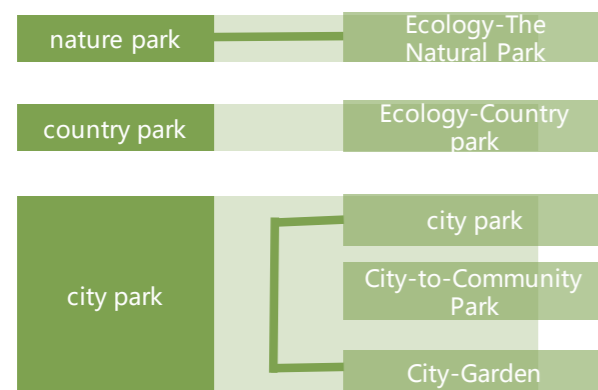 nature park
Ecology-The
Natural Park
country park
Ecology-Country
park
city park
city park
City-to-Community
Park
City-Garden